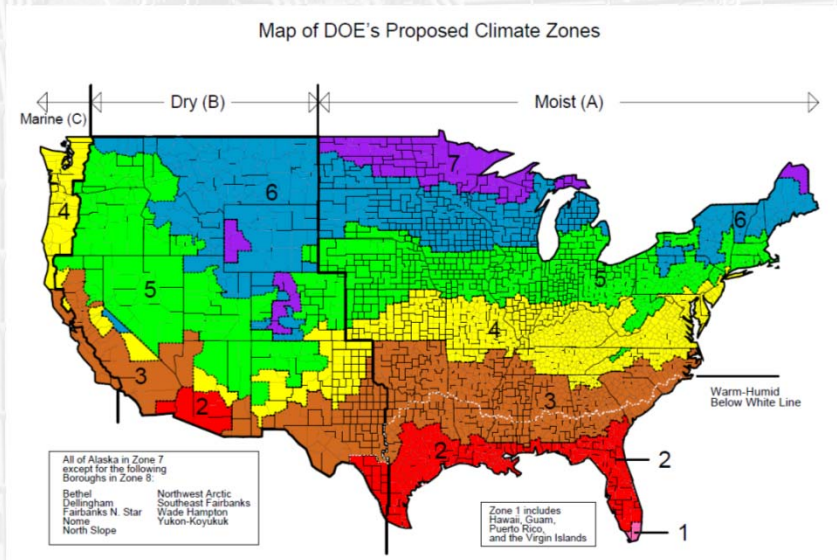 Map of DOE's Proposed Climate Zones
Marine (C)
Dry (B)
Moist (A)
7
6
6
4
5
5
4
3
3
2
2
Warm-Humid
Below White Line
2
1
All of Alaska in Zone 7
except for the following
Boroughs in Zone 8:
Bethel
Dellingham
Fairbanks N. Star
Nome
North Slope
Northwest Arctic
Southeast Fairbanks
Wade Hampton
Yukon-Koyukuk
Zone 1 includes
Hawaii, Guam,
Puerto Rico,
and the Virgin Islands